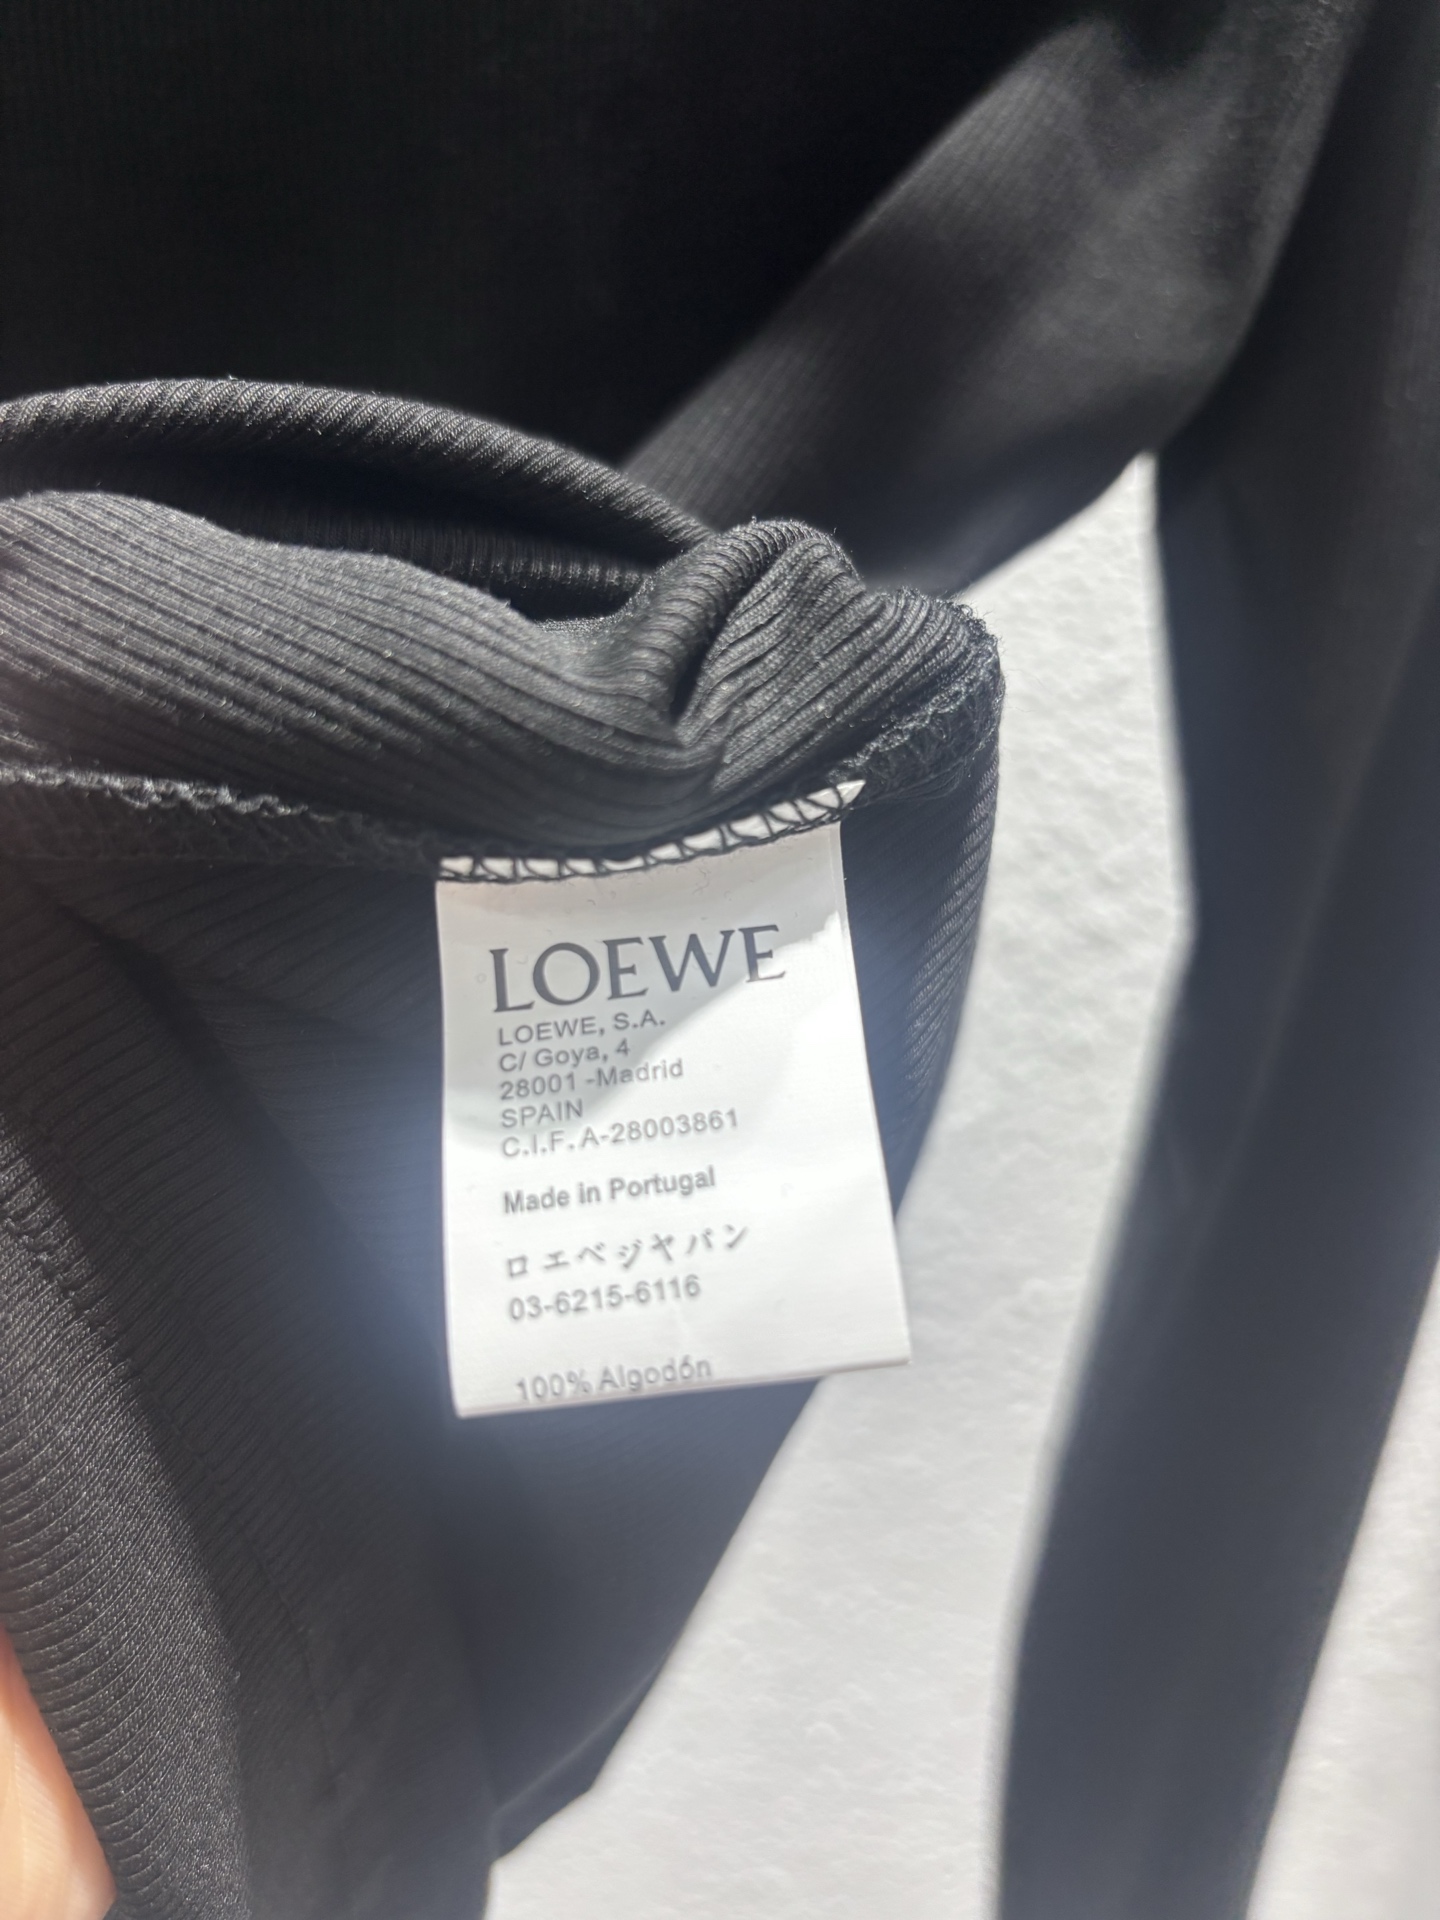 LOEWE
LOEWE, S.A.
C/ Goya, 4
28001 -Madrid
SPAIN
C.I.F. A-28003861
Made in Portugal
ロエベジャパン
03-6215-6116
100% Algodón